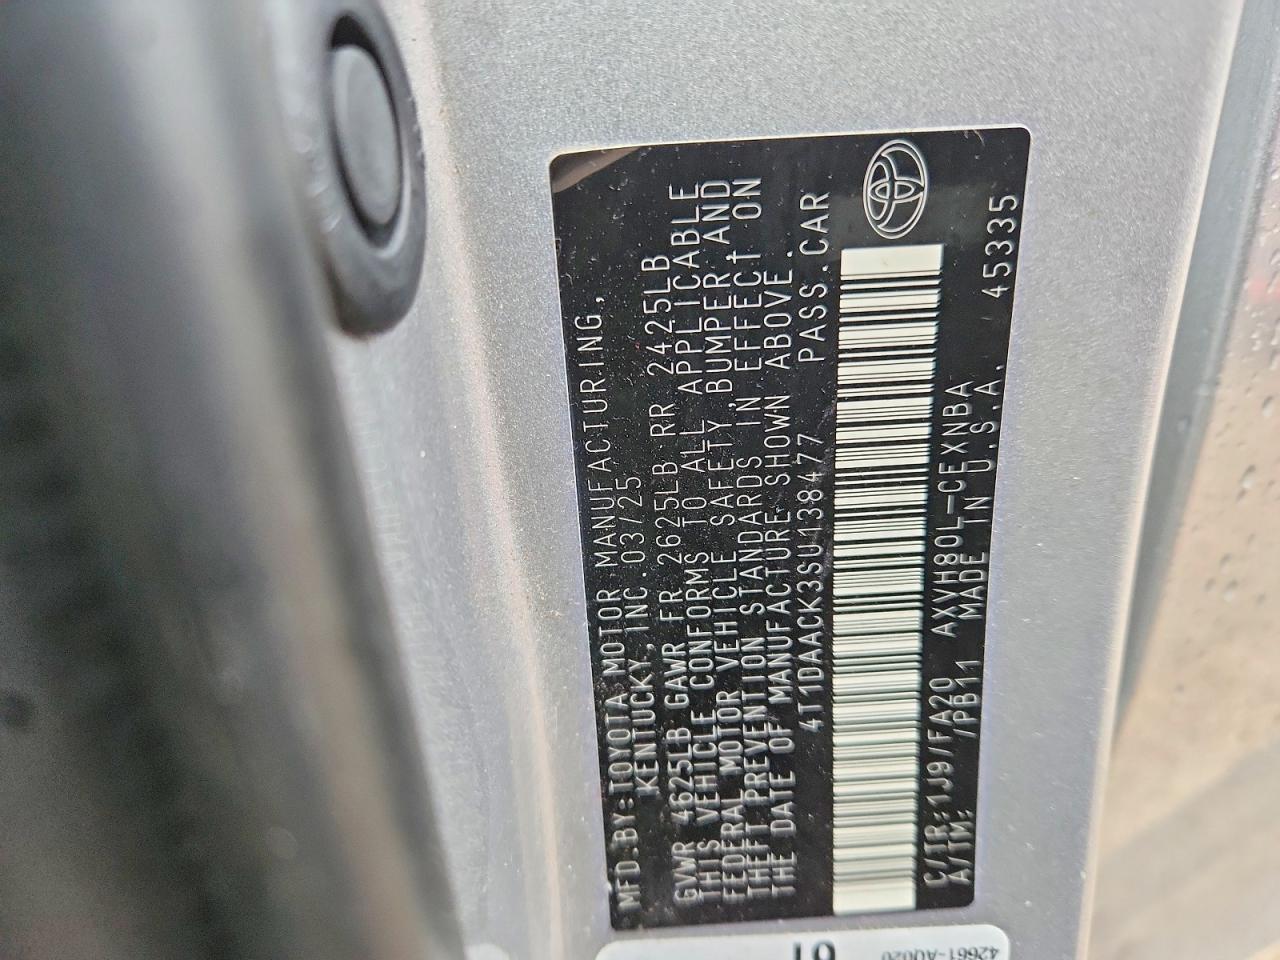 MFD.BY:TOYOTA MOTOR MANUFACTURING,
KENTUCKY,INC.03/25
GVWR 4625LB GAWR FR 2625LB RR 2425LB
THIS VEHICLE CONFORMS TO ALL APPLICABLE
FEDERAL MOTOR VEHICLE SAFETY,BUMPER AND
THEFT PREVENTION STANDARDS IN EFFECT ON
THE DATE OF MANUFACTURE SHOWN ABOVE.
4T1DAACK3SU138477 PASS.CAR
C/TR:1J9/FA20 AXVH80L-CEXNBA
A/TM: /PB11 MADE IN U.S.A. 45335
42661-AQ020